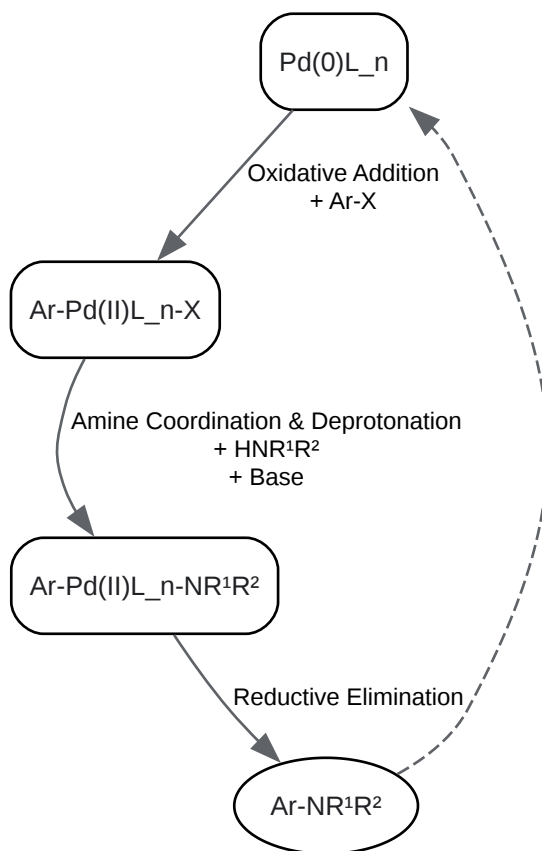 Pd(0)L_n
Oxidative Addition
+ Ar-X
Ar-Pd(II)L_n-X
Amine Coordination & Deprotonation
+ HNR¹R²
+ Base
Ar-Pd(II)L_n-NR¹R²
Reductive Elimination
Ar-NR¹R²